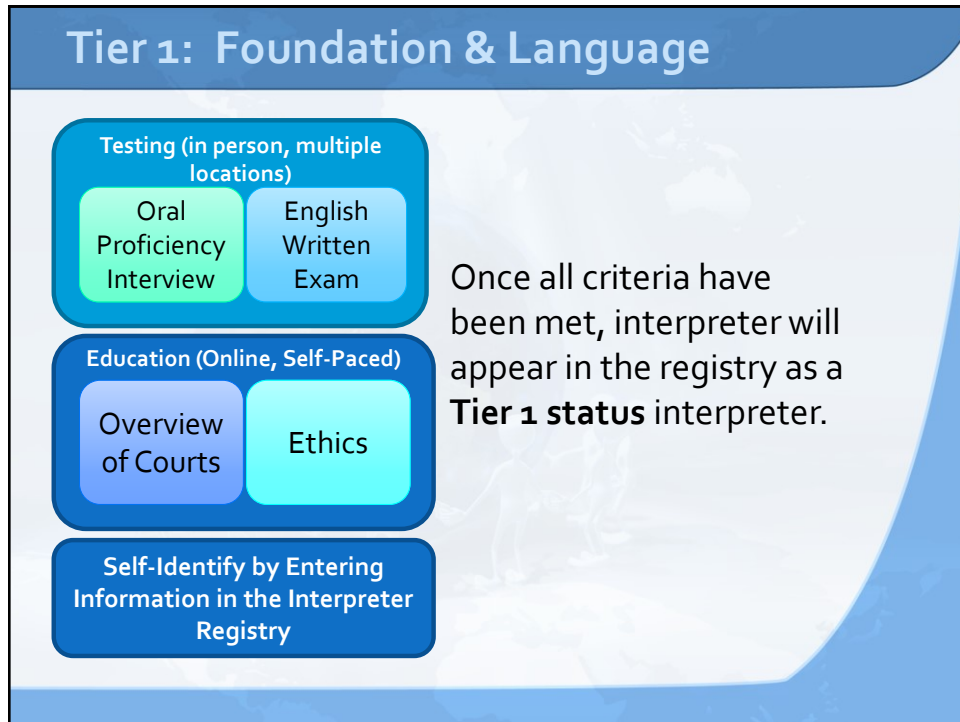 Tier 1: Foundation & Language
Testing (in person, multiple
locations)
Oral
Proficiency
Interview
English
Written
Exam
Education (Online, Self-Paced)
Overview
of Courts
Ethics
Self-Identify by Entering
Information in the Interpreter
Registry
Once all criteria have
been met, interpreter will
appear in the registry as a
Tier 1 status interpreter.